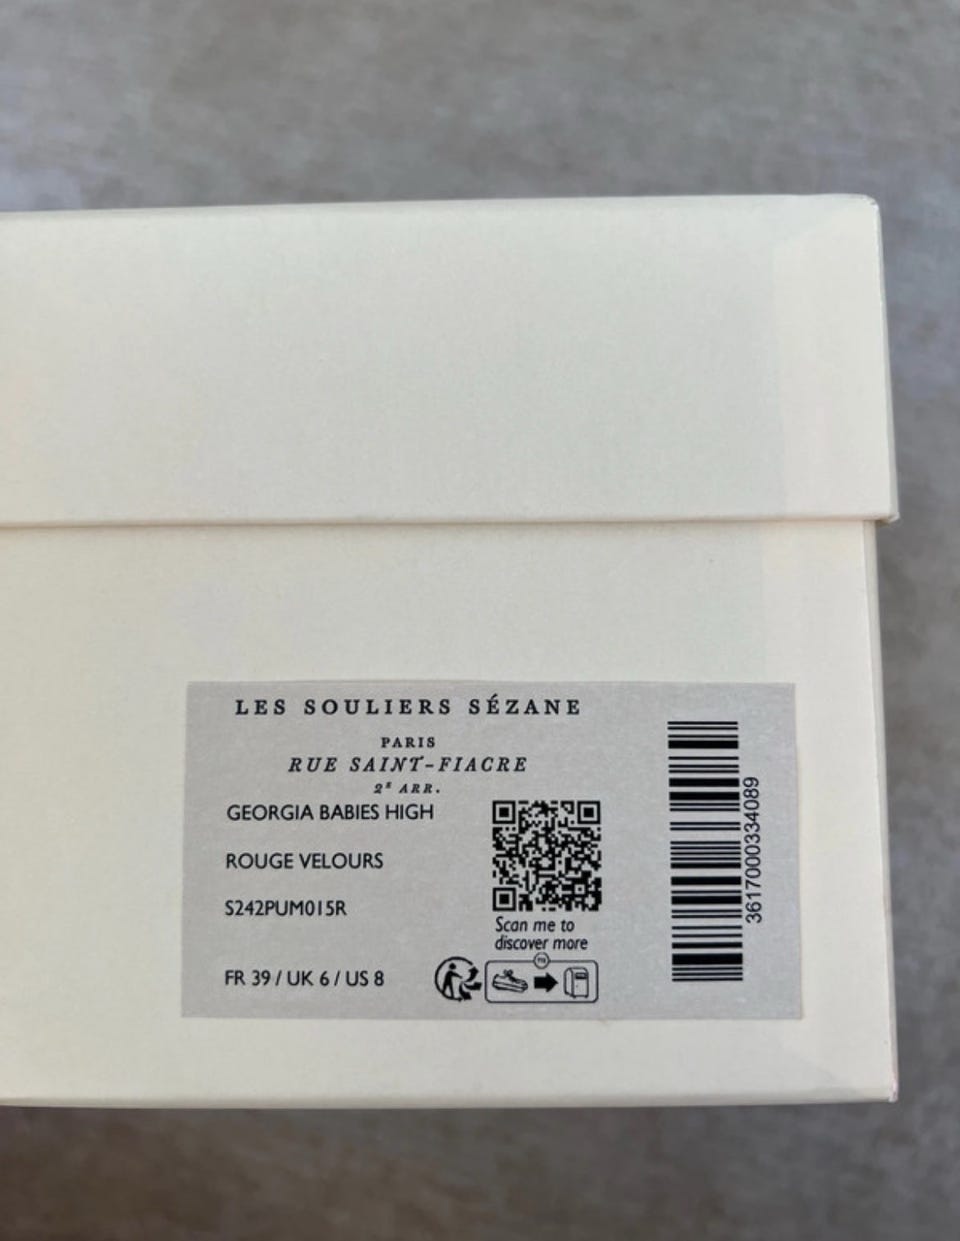 LES SOULIERS SÉZANE
PARIS
RUE SAINT-FIACRE
2E ARR.
GEORGIA BABIES HIGH
ROUGE VELOURS
S242PUM015R
FR 39 / UK 6 / US 8
Scan me to
discover more
3617000334089